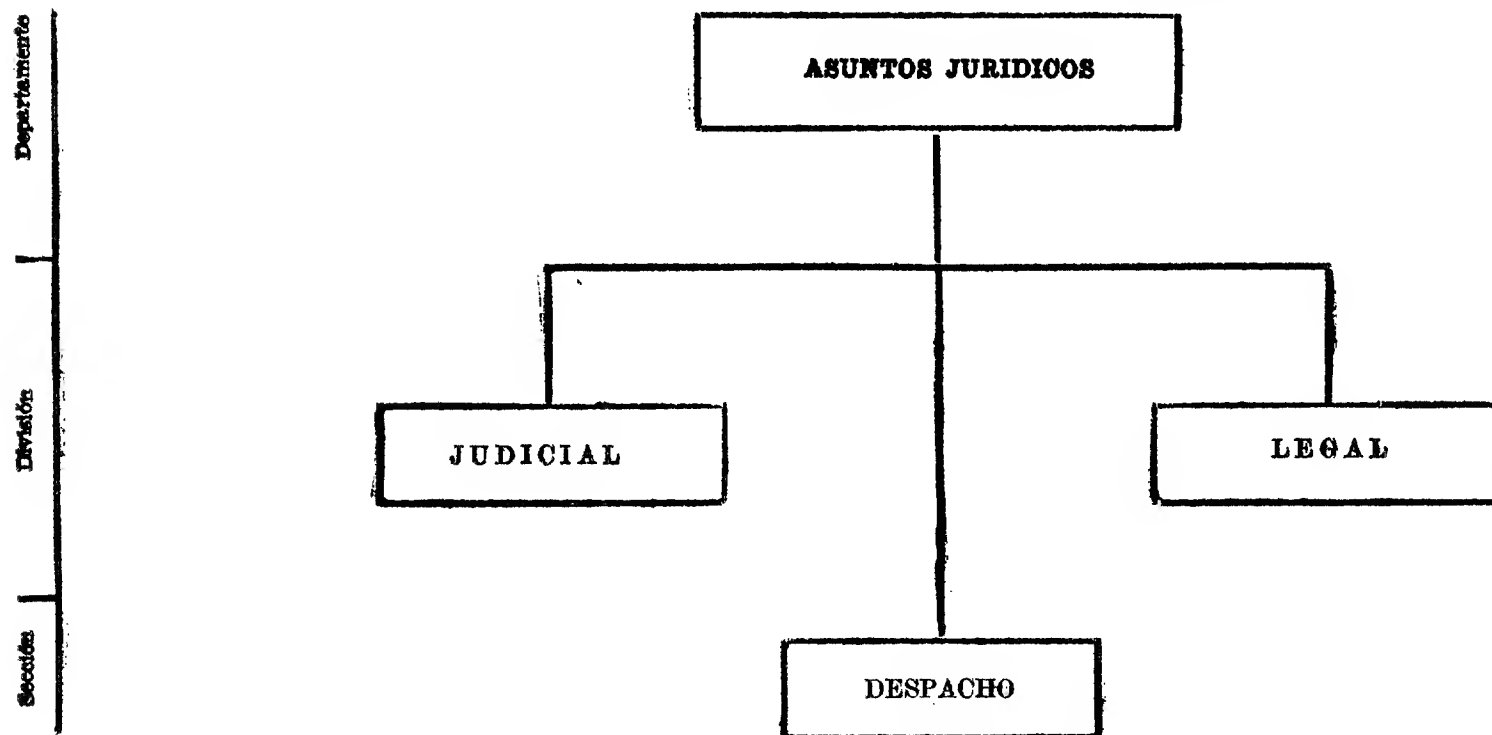 Departamento
ASUNTOS JURIDICOS
División
JUDICIAL
LEGAL
Sección
DESPACHO